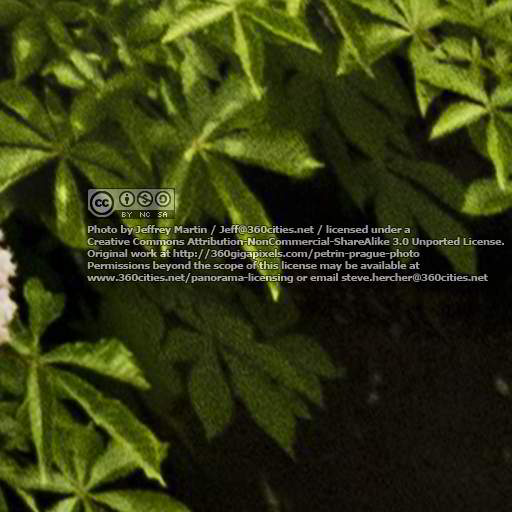 cc
BY NC SA
Photo by Jeffrey Martin / Jeff@360cities.net / licensed under a
Creative Commons Attribution-NonCommercial-ShareAlike 3.0 Unported License.
Original work at http://360gigapixels.com/petrin-prague-photo
Permissions beyond the scope of this license may be available at
www.360cities.net/panorama-licensing or email steve.hercher@360cities.net